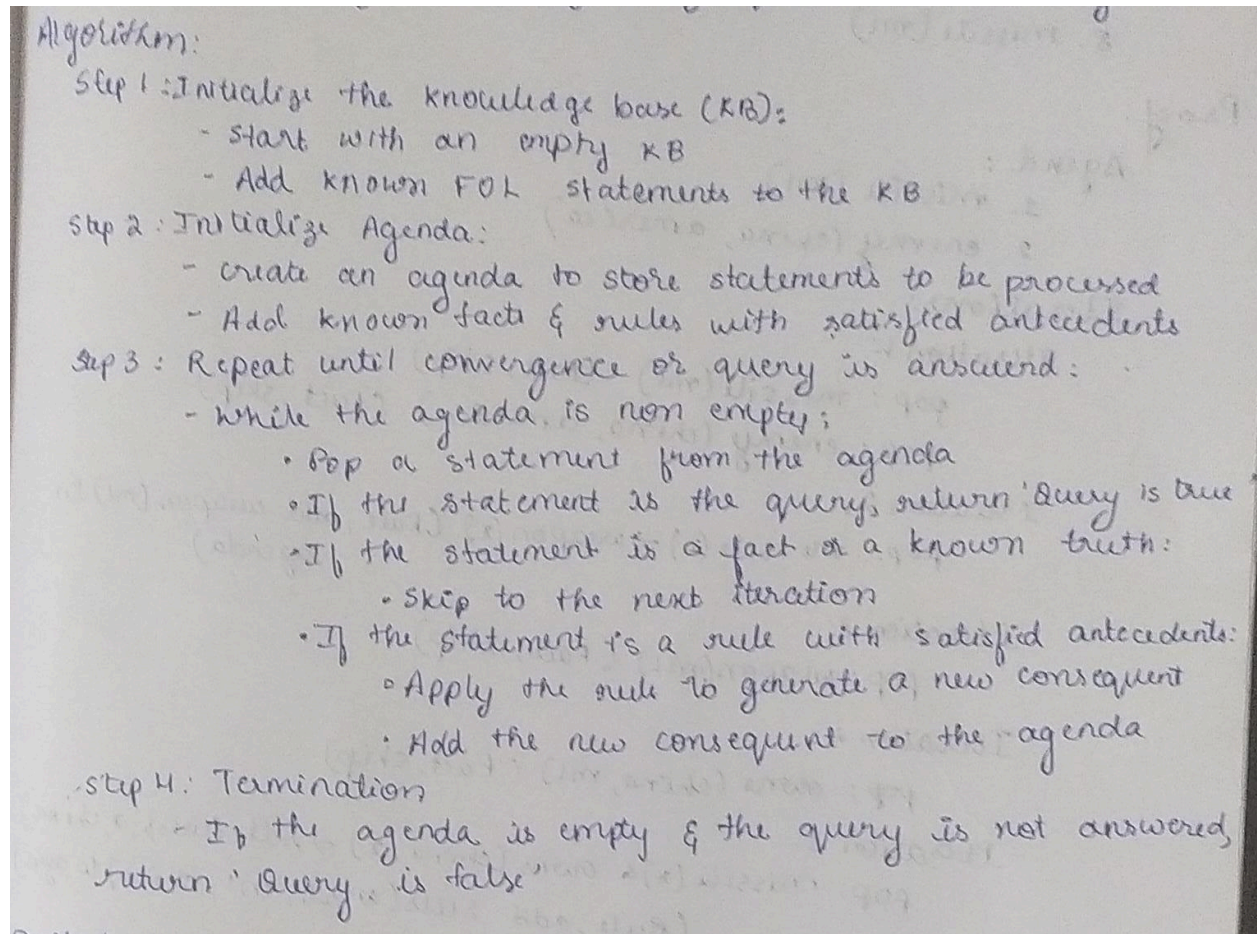 Algorithm:
Step 1 : Initialize the knowledge base (KB):
- Start with an empty KB
- Add known FOL statements to the KB
Step 2 : Initialize Agenda:
- create an agenda to store statements to be processed
- Add known facts & rules with satisfied antecedents
Step 3 : Repeat until convergence or query is answerd :
- While the agenda is non empty;
• Pop a statement from the agenda
• If the statement is the query, return 'Query is true
• If the statement is a fact or a known truth:
• Skip to the next iteration
• If the statement is a rule with satisfied antecedents:
• Apply the rule to generate a new consequent
• Add the new consequent to the agenda
Step 4: Termination
- If the agenda is empty & the query is not answered,
return 'Query is false'